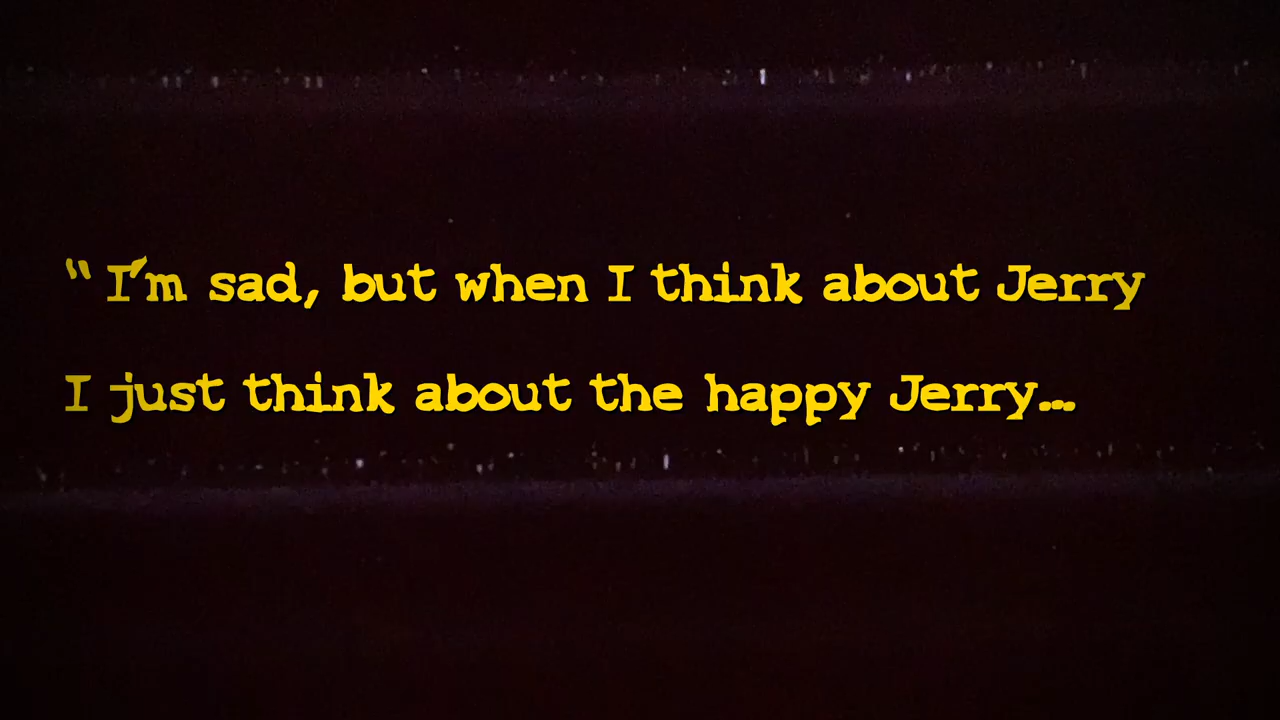 “ I'm sad, but when I think about Jerry
I just think about the happy Jerry...